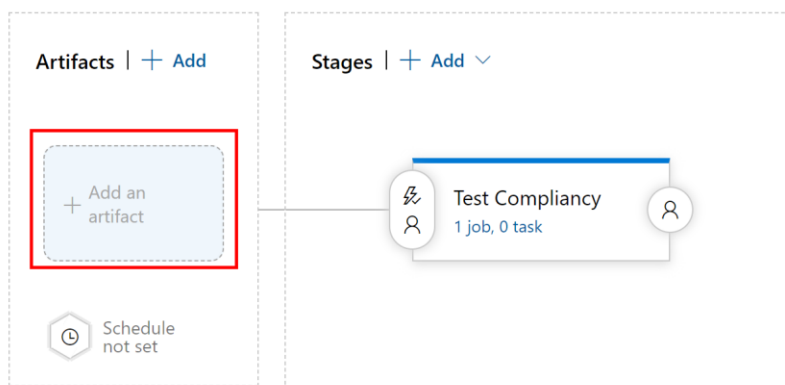 Artifacts | + Add
Stages | + Add
+ Add an
artifact
Test Compliancy
1 job, 0 task
Schedule
not set